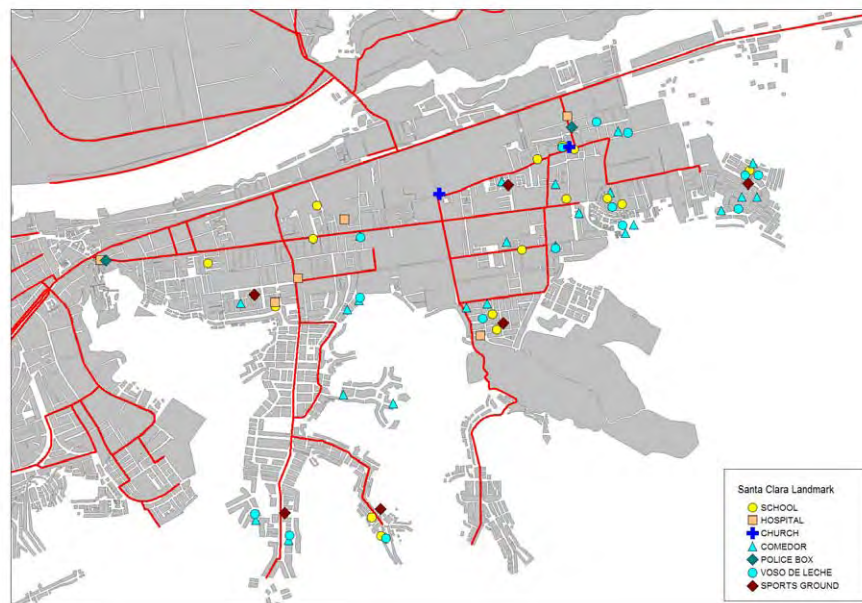 Santa Clara Landmark
SCHOOL
HOSPITAL
CHURCH
COMEDOR
POLICE BOX
VOSO DE LECHE
SPORTS GROUND